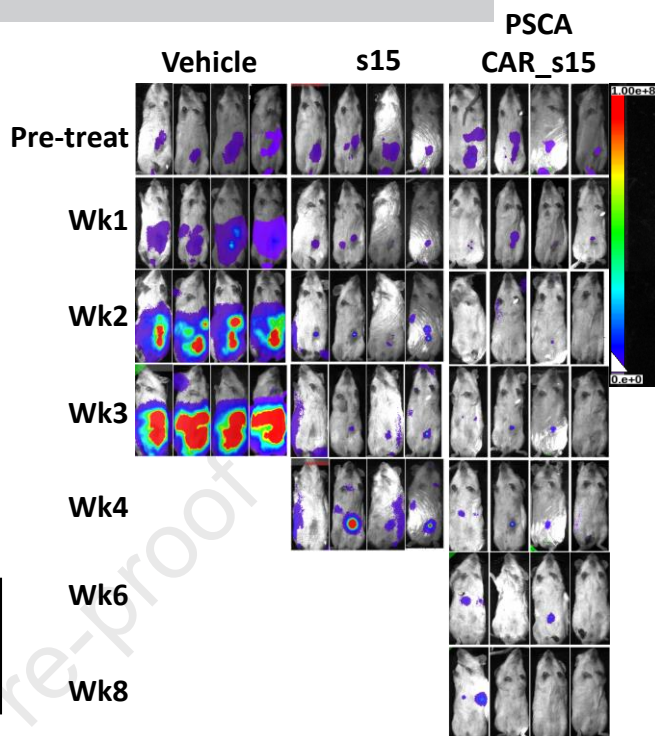 PSCA
Vehicle s15 CAR_s15
1.00e+8
Pre-treat
Wk1
Wk2
0.e+0
Wk3
Wk4
Wk6
Wk8
re-proof